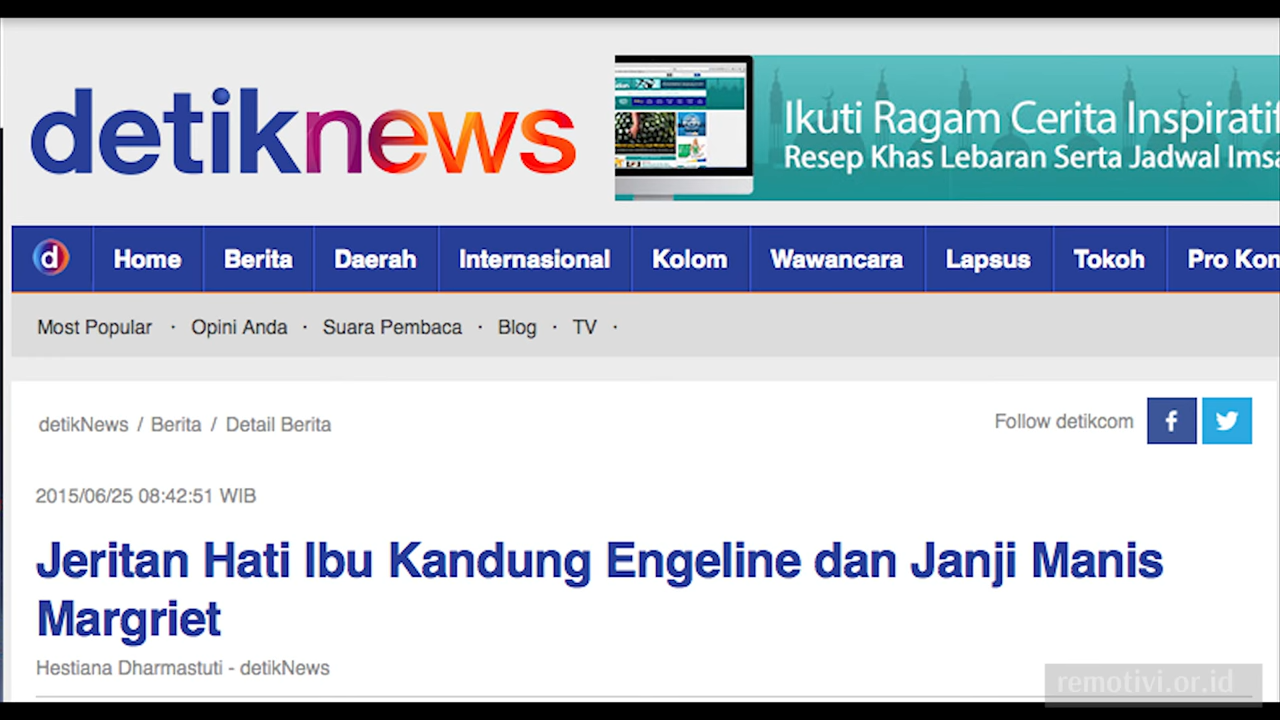 detiknews
Ikuti Ragam Cerita Inspiratif
Resep Khas Lebaran Serta Jadwal Imsa
d Home Berita Daerah Internasional Kolom Wawancara Lapsus Tokoh Pro Kon
Most Popular · Opini Anda · Suara Pembaca · Blog · TV ·
detikNews / Berita / Detail Berita
Follow detikcom
2015/06/25 08:42:51 WIB
Jeritan Hati Ibu Kandung Engeline dan Janji Manis
Margriet
Hestiana Dharmastuti - detikNews
remotivi.or.id